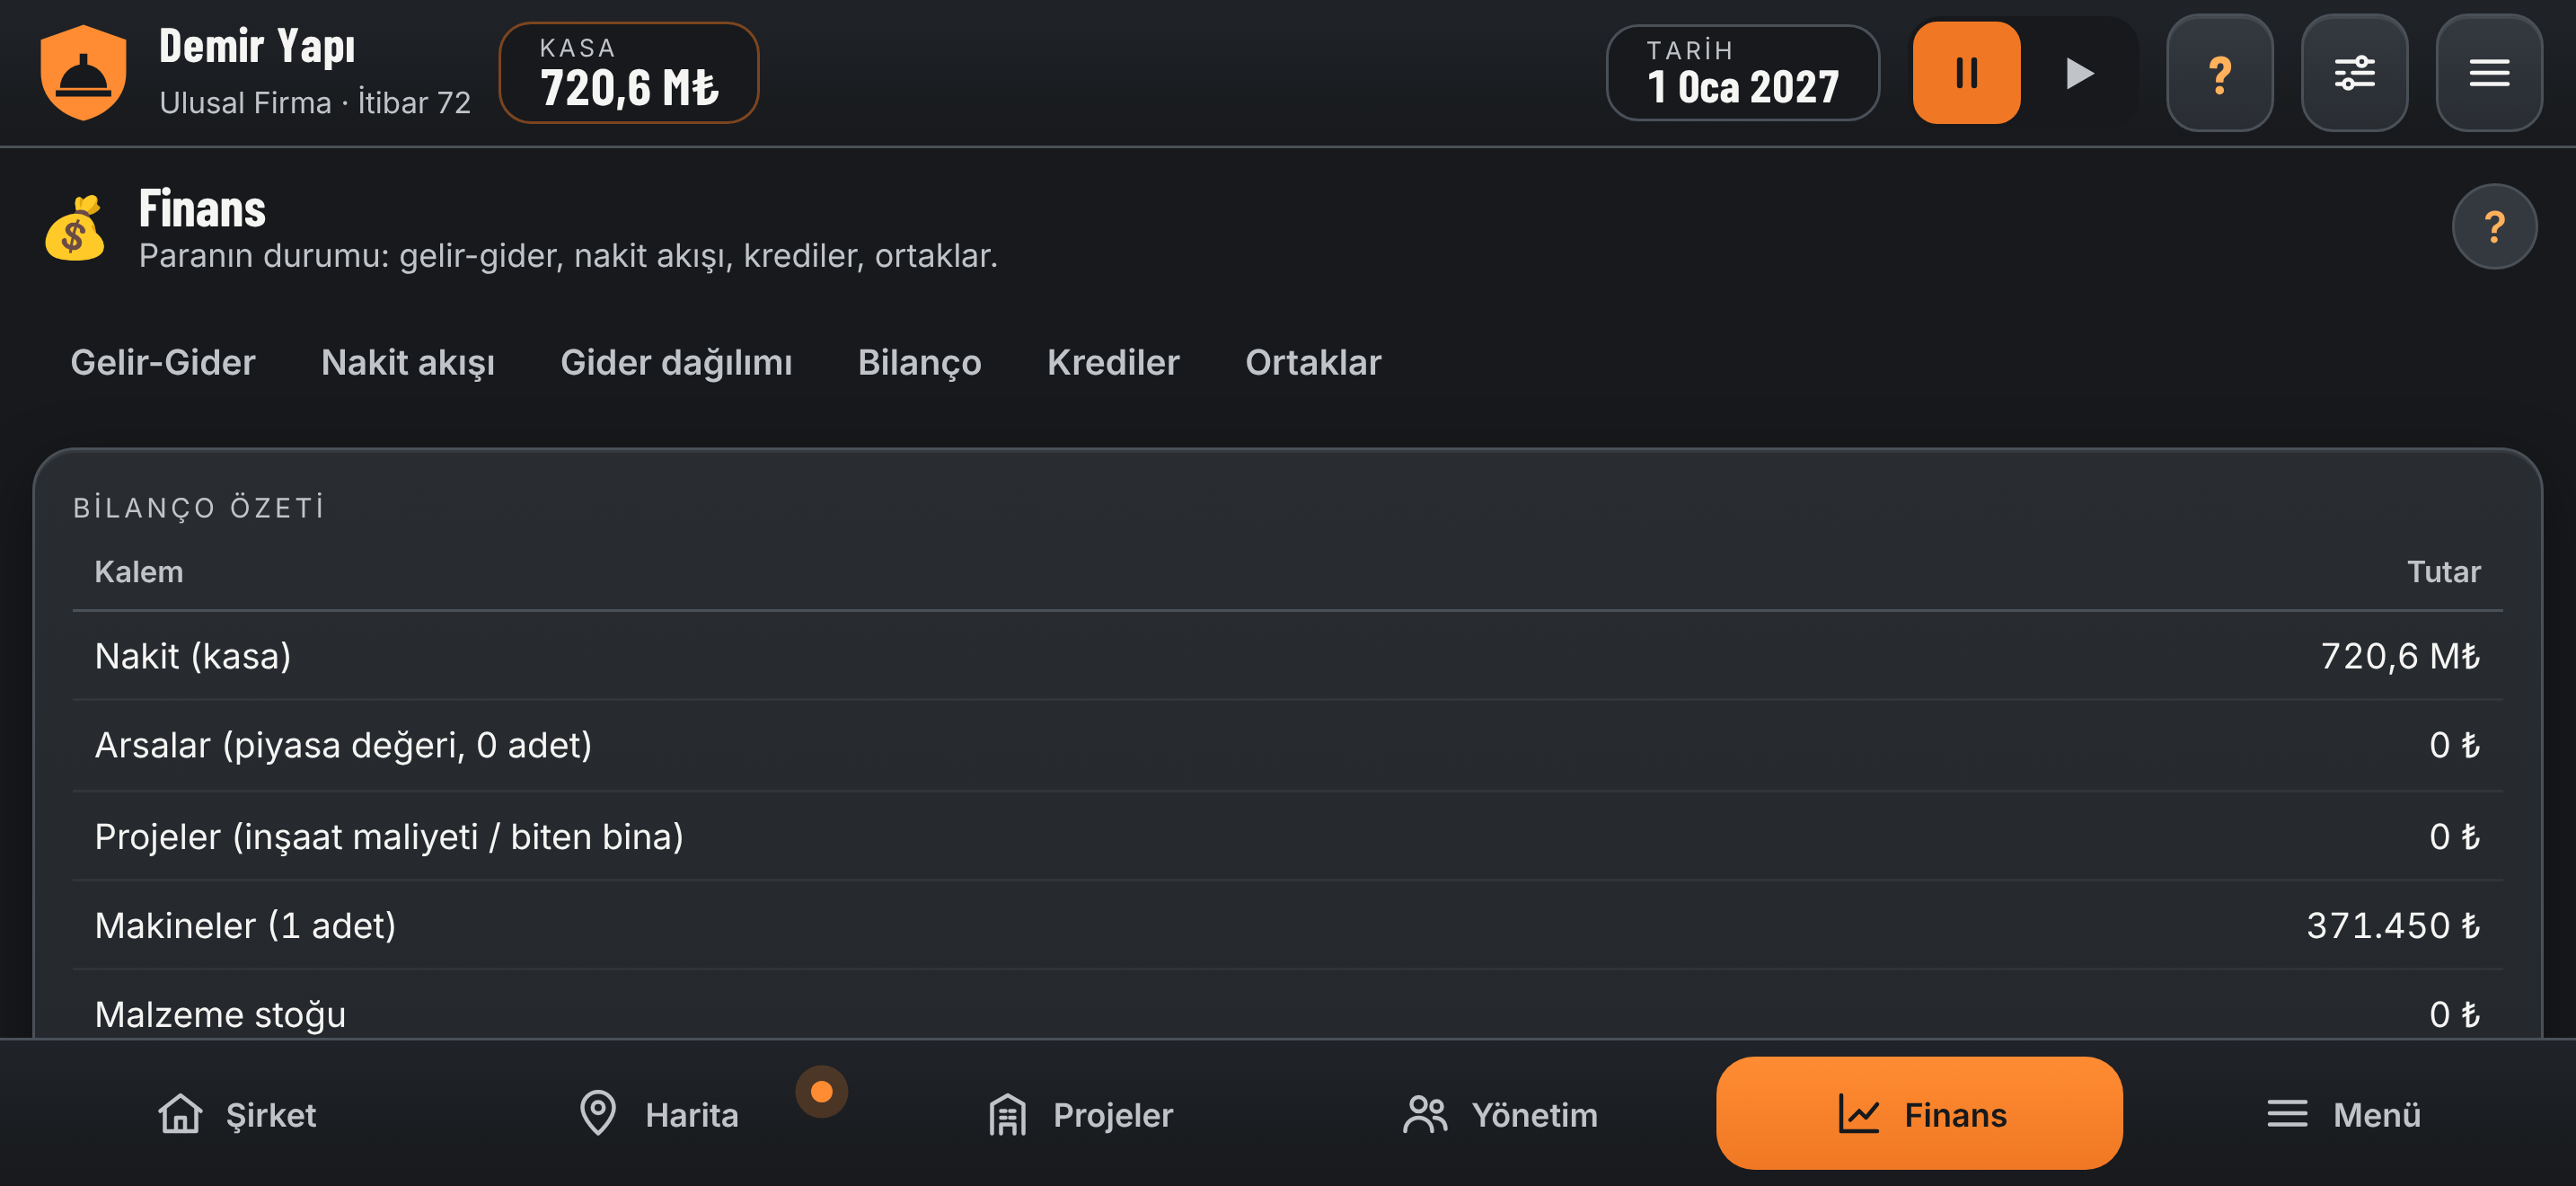 Demir Yapı
Ulusal Firma · İtibar 72
KASA
720,6 M₺
TARİH
1 Oca 2027
?
Finans
Paranın durumu: gelir-gider, nakit akışı, krediler, ortaklar.
?
Gelir-Gider Nakit akışı Gider dağılımı Bilanço Krediler Ortaklar
BİLANÇO ÖZETİ
Kalem Tutar
Nakit (kasa) 720,6 M₺
Arsalar (piyasa değeri, 0 adet) 0 ₺
Projeler (inşaat maliyeti / biten bina) 0 ₺
Makineler (1 adet) 371.450 ₺
Malzeme stoğu 0 ₺
Şirket Harita Projeler Yönetim Finans Menü